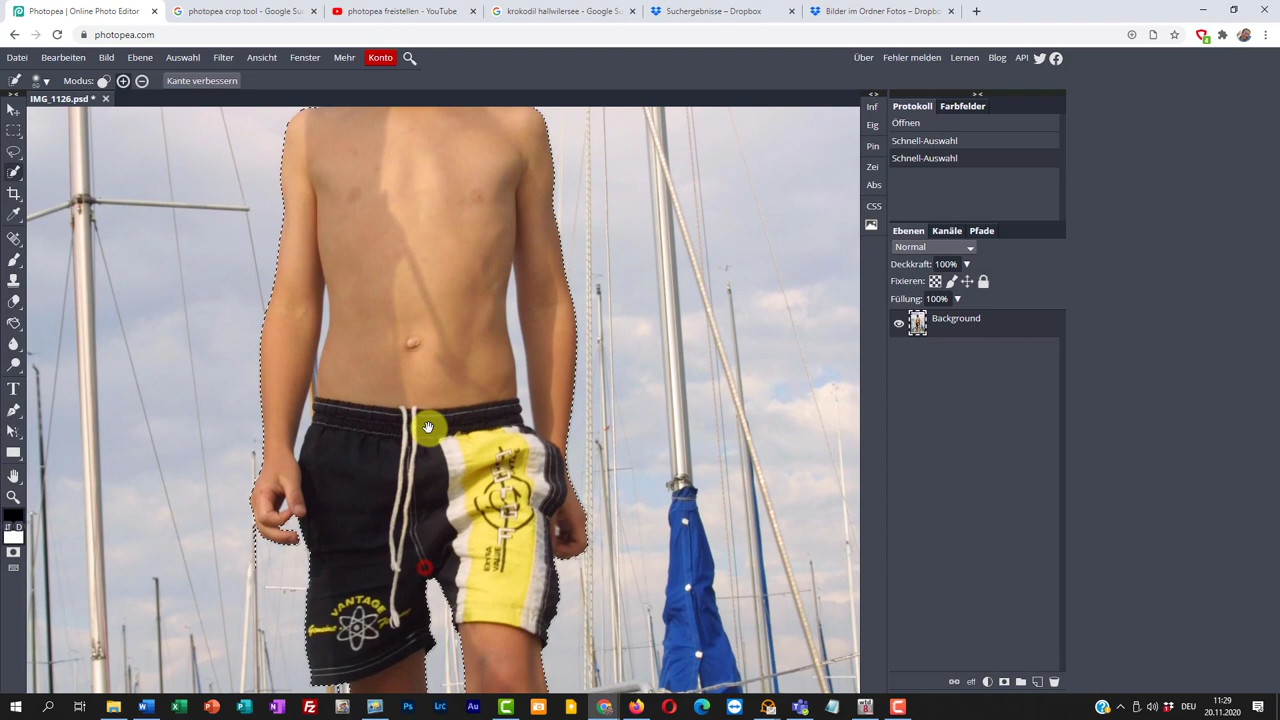 Photopea | Online Photo Editor
photopea crop tool - Google Su
photopea freistellen - YouTube
krokodil hallwilersee - Google Su
Suchergebnisse – Dropbox
Bilder im Ordner Fotos – Dropbo
photopea.com
Datei Bearbeiten Bild Ebene Auswahl Filter Ansicht Fenster Mehr Konto
Über Fehler melden Lernen Blog API
Modus: Kante verbessern
IMG_1126.psd *
Inf
Eig
Pin
Zei
Abs
CSS
Protokoll Farbfelder
Öffnen
Schnell-Auswahl
Schnell-Auswahl
Ebenen Kanäle Pfade
Normal
Deckkraft: 100%
Fixieren:
Füllung: 100%
Background
eff
VANTAGE
EXTRA
VALUE
DEU
11:29
20.11.2020